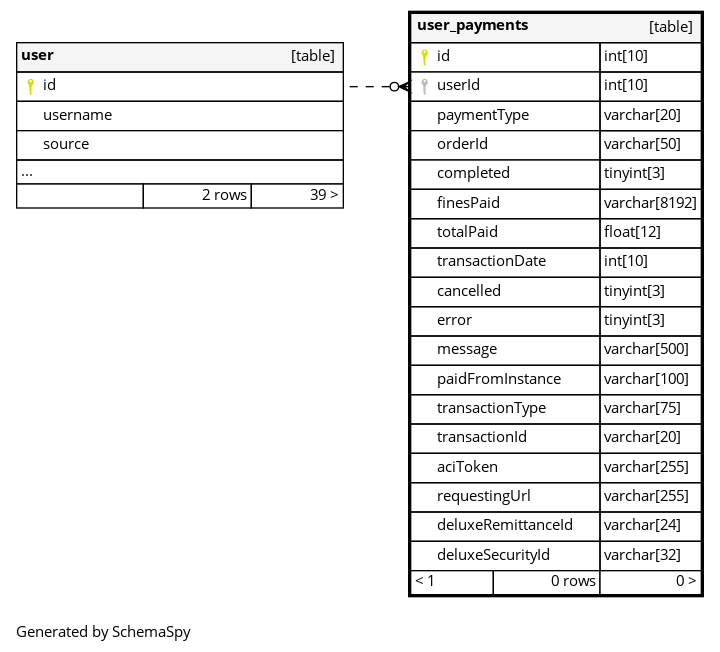 user [table]
id
username
source
...
2 rows 39 >
user_payments [table]
id int[10]
userId int[10]
paymentType varchar[20]
orderId varchar[50]
completed tinyint[3]
finesPaid varchar[8192]
totalPaid float[12]
transactionDate int[10]
cancelled tinyint[3]
error tinyint[3]
message varchar[500]
paidFromInstance varchar[100]
transactionType varchar[75]
transactionId varchar[20]
aciToken varchar[255]
requestingUrl varchar[255]
deluxeRemittanceId varchar[24]
deluxeSecurityId varchar[32]
< 1 0 rows 0 >
Generated by SchemaSpy